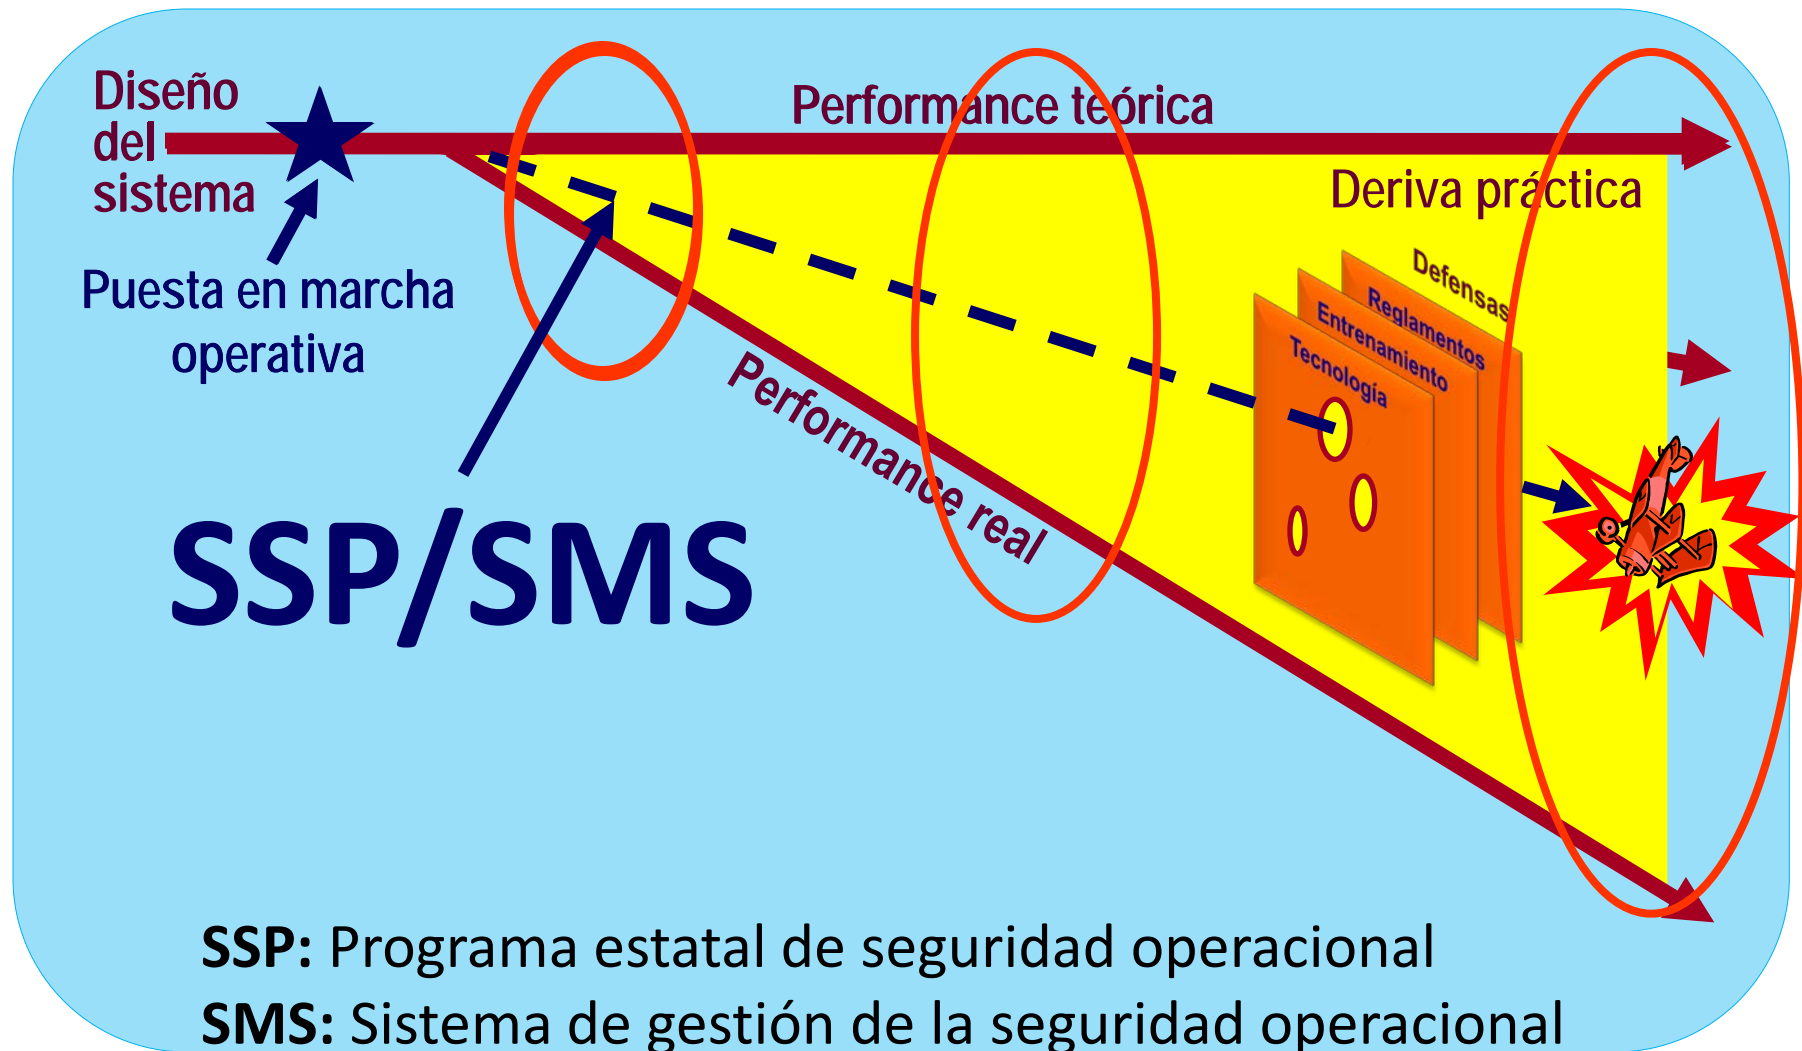 Diseño
del
sistema
Performance teórica
Deriva práctica
Puesta en marcha
operativa
Defensas
Reglamentos
Entrenamiento
Tecnología
Performance real
SSP/SMS
SSP: Programa estatal de seguridad operacional
SMS: Sistema de gestión de la seguridad operacional